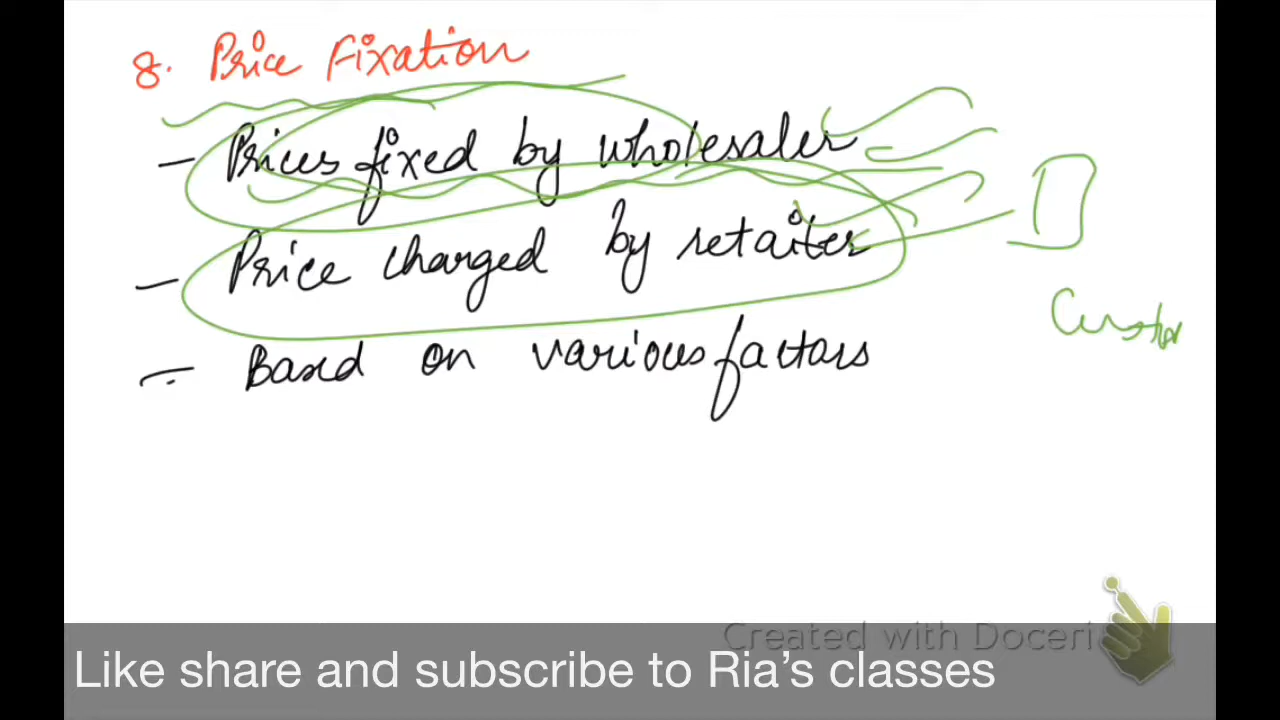 8. Price Fixation
- Prices fixed by wholesaler
- Price charged by retailer
- Based on various factors
Created with Doceri
Like share and subscribe to Ria's classes